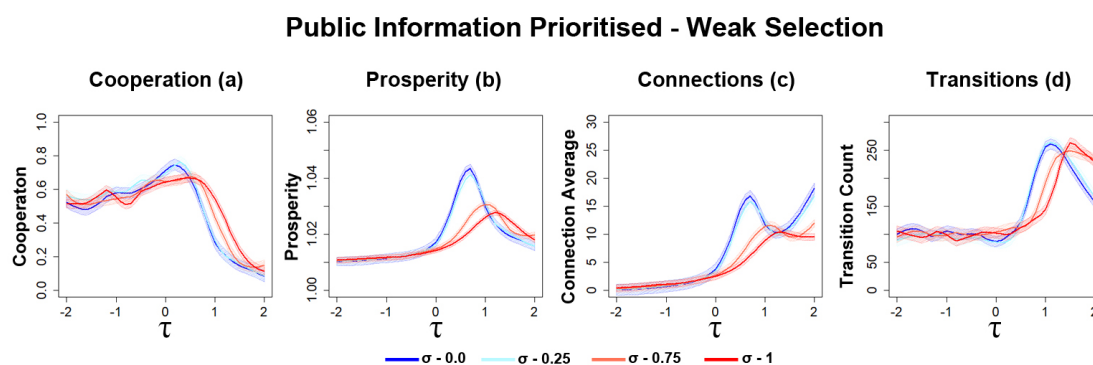 Public Information Prioritised - Weak Selection
Cooperation (a)
Prosperity (b)
Connections (c)
Transitions (d)
Cooperaton
0.0 0.2 0.4 0.6 0.8 1.0
-2 -1 0 1 2
τ
Prosperity
1.00 1.02 1.04 1.06
-2 -1 0 1 2
τ
Connection Average
0 5 10 15 20 25 30
-2 -1 0 1 2
τ
Transition Count
0 50 150 250
-2 -1 0 1 2
τ
σ - 0.0 σ - 0.25 σ - 0.75 σ - 1